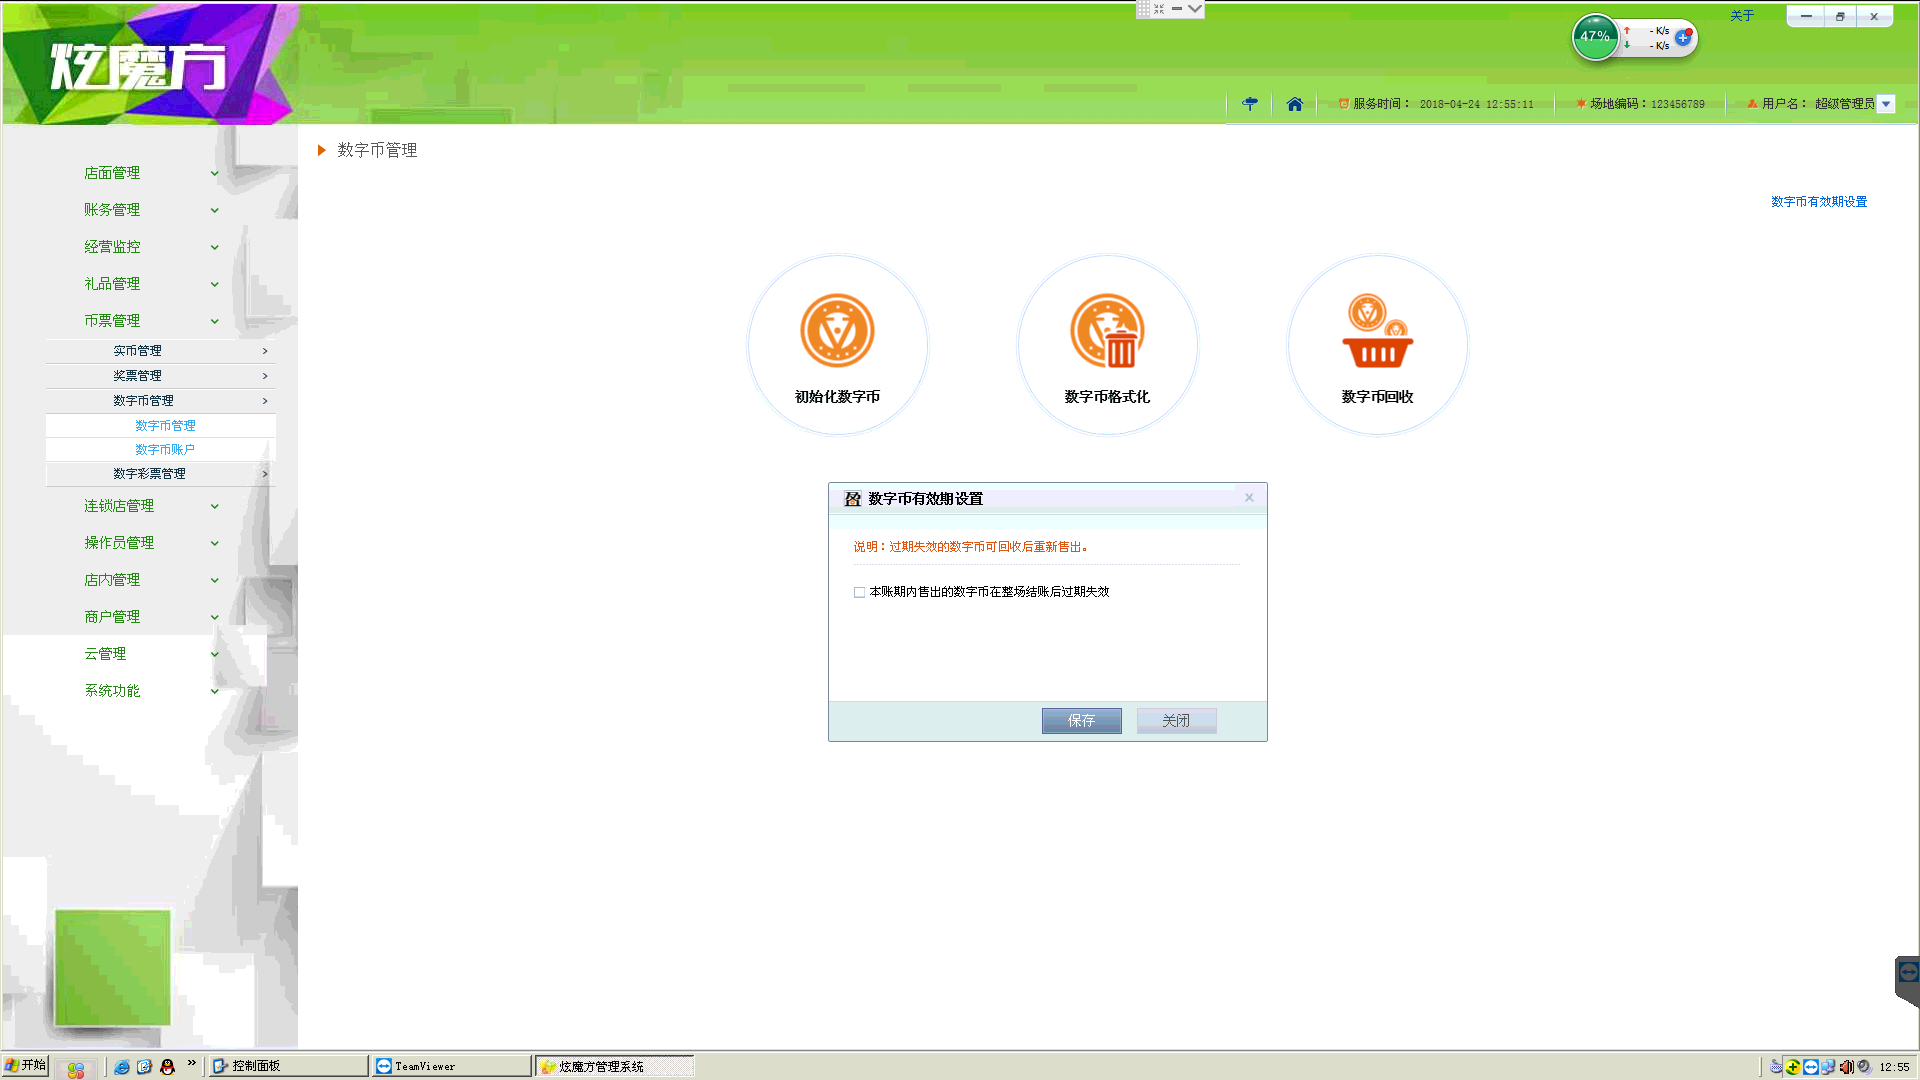 炫魔方
关于
47%
- K/s
- K/s
服务时间： 2018-04-24 12:55:11
场地编码：123456789
用户名： 超级管理员
店面管理
账务管理
经营监控
礼品管理
币票管理
实币管理
奖票管理
数字币管理
数字币管理
数字币账户
数字彩票管理
连锁店管理
操作员管理
店内管理
商户管理
云管理
系统功能
数字币管理
数字币有效期设置
初始化数字币
数字币格式化
数字币回收
数字币有效期设置
说明：过期失效的数字币可回收后重新售出。
本账期内售出的数字币在整场结账后过期失效
保存
关闭
开始
控制面板
TeamViewer
炫魔方管理系统
12:55